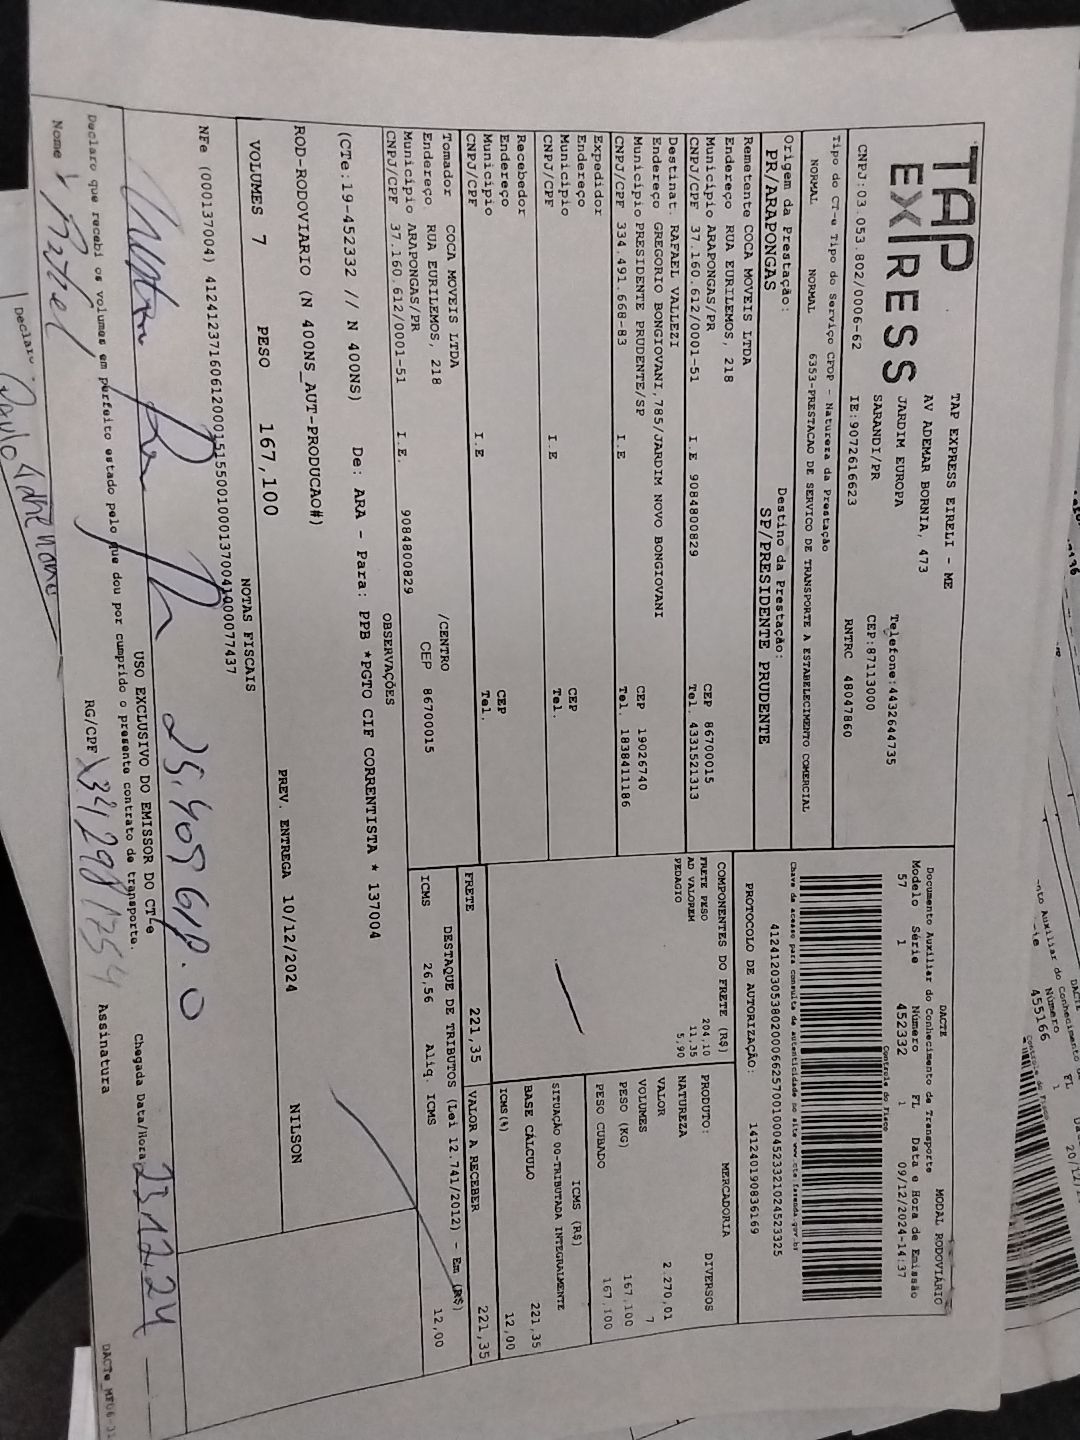 TAP EXPRESS
TAP EXPRESS EIRELI - ME
AV ADEMAR BORNIA, 473
JARDIM EUROPA
SARANDI/PR
Telefone:4432644735
CEP:87113000
CNPJ:03.053.802/0006-62 IE:9072616623 RNTRC 48047860
DACTE MODAL RODOVIÁRIO
Documento Auxiliar do Conhecimento de Transporte
Modelo Série Número FL Data e Hora de Emissão
57 1 452332 1 09/12/2024-14:37
Controle do Fisco
Chave de acesso para consulta de autenticidade no site www.cte.fazenda.gov.br
41241203053802000662570010004523321024523325
PROTOCOLO DE AUTORIZAÇÃO: 141240190836169
Tipo do CT-e Tipo do Serviço CFOP - Natureza da Prestação
NORMAL NORMAL 6353-PRESTACAO DE SERVICO DE TRANSPORTE A ESTABELECIMENTO COMERCIAL
Origem da Prestação: Destino da Prestação:
PR/ARAPONGAS SP/PRESIDENTE PRUDENTE
Remetente COCA MOVEIS LTDA
Endereço RUA EURILEMOS, 218
Município ARAPONGAS/PR CEP 86700015
CNPJ/CPF 37.160.612/0001-51 I.E 9084800829 Tel. 4331521313
Destinat. RAFAEL VALLEZI
Endereço GREGORIO BONGIOVANI,785/JARDIM NOVO BONGIOVANI
Município PRESIDENTE PRUDENTE/SP CEP 19026740
CNPJ/CPF 334.491.668-83 I.E Tel. 1838411186
Expedidor
Endereço
Município CEP
CNPJ/CPF I.E Tel.
Recebedor
Endereço
Município CEP
CNPJ/CPF I.E Tel.
Tomador COCA MOVEIS LTDA
Endereço RUA EURILEMOS, 218 /CENTRO
Município ARAPONGAS/PR CEP 86700015
CNPJ/CPF 37.160.612/0001-51 I.E. 9084800829
COMPONENTES DO FRETE (R$)
FRETE PESO 204,10
AD VALOREM 11,35
PEDAGIO 5,90
MERCADORIA
PRODUTO: DIVERSOS
NATUREZA
VALOR 2.270,01
VOLUMES 7
PESO (KG) 167,100
PESO CUBADO 167,100
ICMS (R$)
SITUAÇÃO 00-TRIBUTADA INTEGRALMENTE
BASE CÁLCULO 221,35
ICMS(%) 12,00
FRETE 221,35 VALOR A RECEBER 221,35
DESTAQUE DE TRIBUTOS (Lei 12.741/2012) - Em (R$)
ICMS 26,56 Aliq. ICMS 12,00
OBSERVAÇÕES
(CTe:19-452332 // N 400NS) De: ARA - Para: PPB *PGTO CIF CORRENTISTA * 137004
ROD-RODOVIARIO (N 400NS_AUT-PRODUCAO#)
VOLUMES 7 PESO 167,100 PREV. ENTREGA 10/12/2024 NILSON
NOTAS FISCAIS
NFe (000137004) 41241237160612000151550010001370041000077437
USO EXCLUSIVO DO EMISSOR DO CT-e
Declaro que recebi os volumes em perfeito estado pelo que dou por cumprido o presente contrato de transporte.
Chegada Data/Hora 23 12 24
Nome
RG/CPF
Assinatura
Declaro
455166
Número
FL
1
20/12/